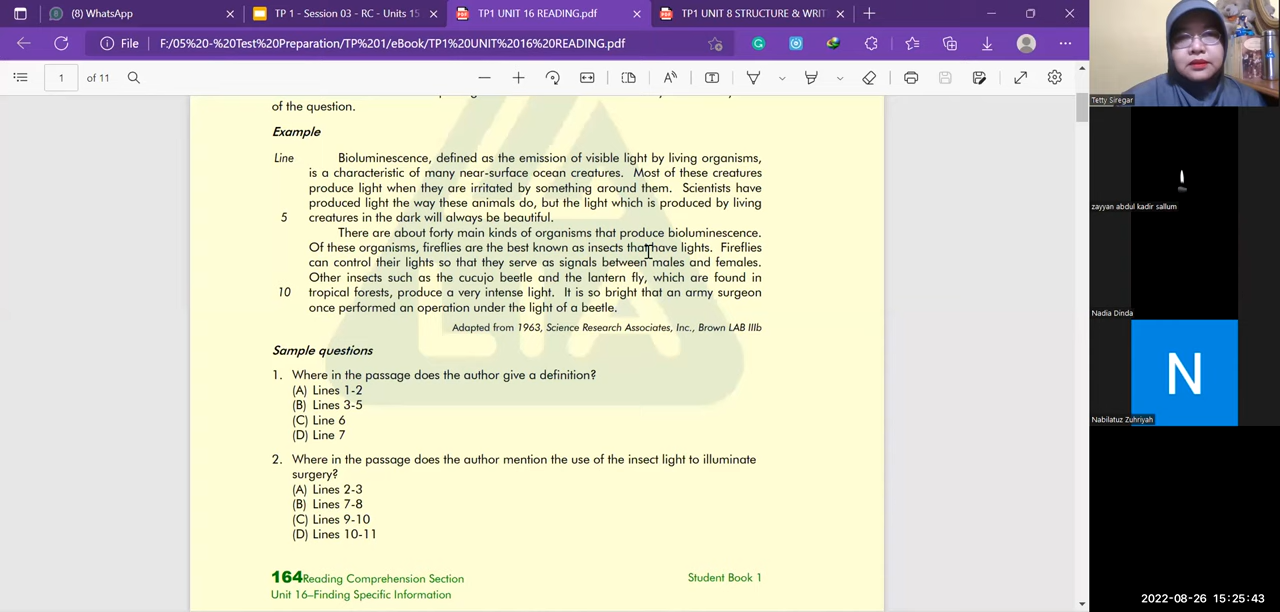 (8) WhatsApp
TP 1 - Session 03 - RC - Units 15
TP1 UNIT 16 READING.pdf
TP1 UNIT 8 STRUCTURE & WRIT
File
F:/05%20-%20Test%20Preparation/TP%201/eBook/TP1%20UNIT%2016%20READING.pdf
1 of 11
of the question.
Example
Line Bioluminescence, defined as the emission of visible light by living organisms,
is a characteristic of many near-surface ocean creatures. Most of these creatures
produce light when they are irritated by something around them. Scientists have
produced light the way these animals do, but the light which is produced by living
5 creatures in the dark will always be beautiful.
There are about forty main kinds of organisms that produce bioluminescence.
Of these organisms, fireflies are the best known as insects that have lights. Fireflies
can control their lights so that they serve as signals between males and females.
Other insects such as the cucujo beetle and the lantern fly, which are found in
10 tropical forests, produce a very intense light. It is so bright that an army surgeon
once performed an operation under the light of a beetle.
Adapted from 1963, Science Research Associates, Inc., Brown LAB IIIb
Sample questions
1. Where in the passage does the author give a definition?
(A) Lines 1-2
(B) Lines 3-5
(C) Line 6
(D) Line 7
2. Where in the passage does the author mention the use of the insect light to illuminate
surgery?
(A) Lines 2-3
(B) Lines 7-8
(C) Lines 9-10
(D) Lines 10-11
164 Reading Comprehension Section
Student Book 1
Unit 16–Finding Specific Information
Tetty Siregar
zayyan abdul kadir sallum
Nadia Dinda
N
Nabilatuz Zuhriyah
2022-08-26 15:25:43